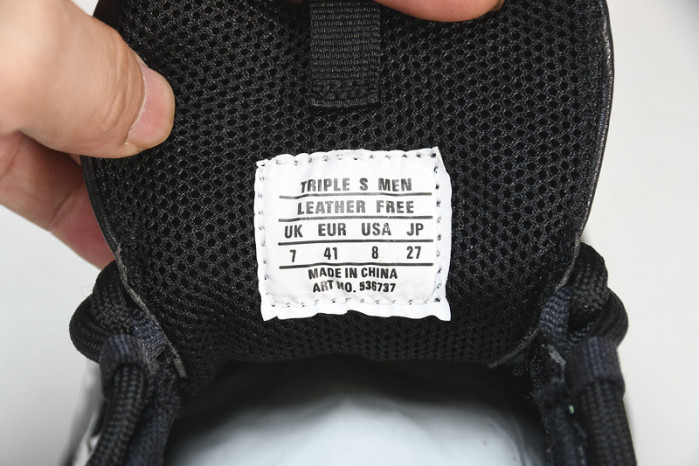 TRIPLE S MEN
LEATHER FREE
UK EUR USA JP
7 41 8 27
MADE IN CHINA
ART NO. 536737